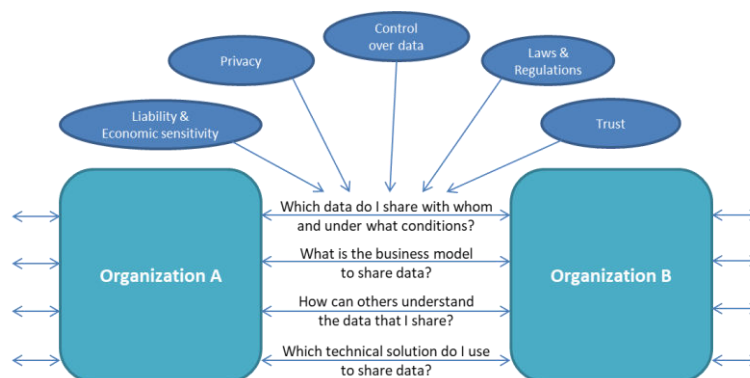 Control
over data
Privacy
Laws &
Regulations
Liability &
Economic sensitivity
Trust
Which data do I share with whom
and under what conditions?
What is the business model
to share data?
Organization A
Organization B
How can others understand
the data that I share?
Which technical solution do I use
to share data?